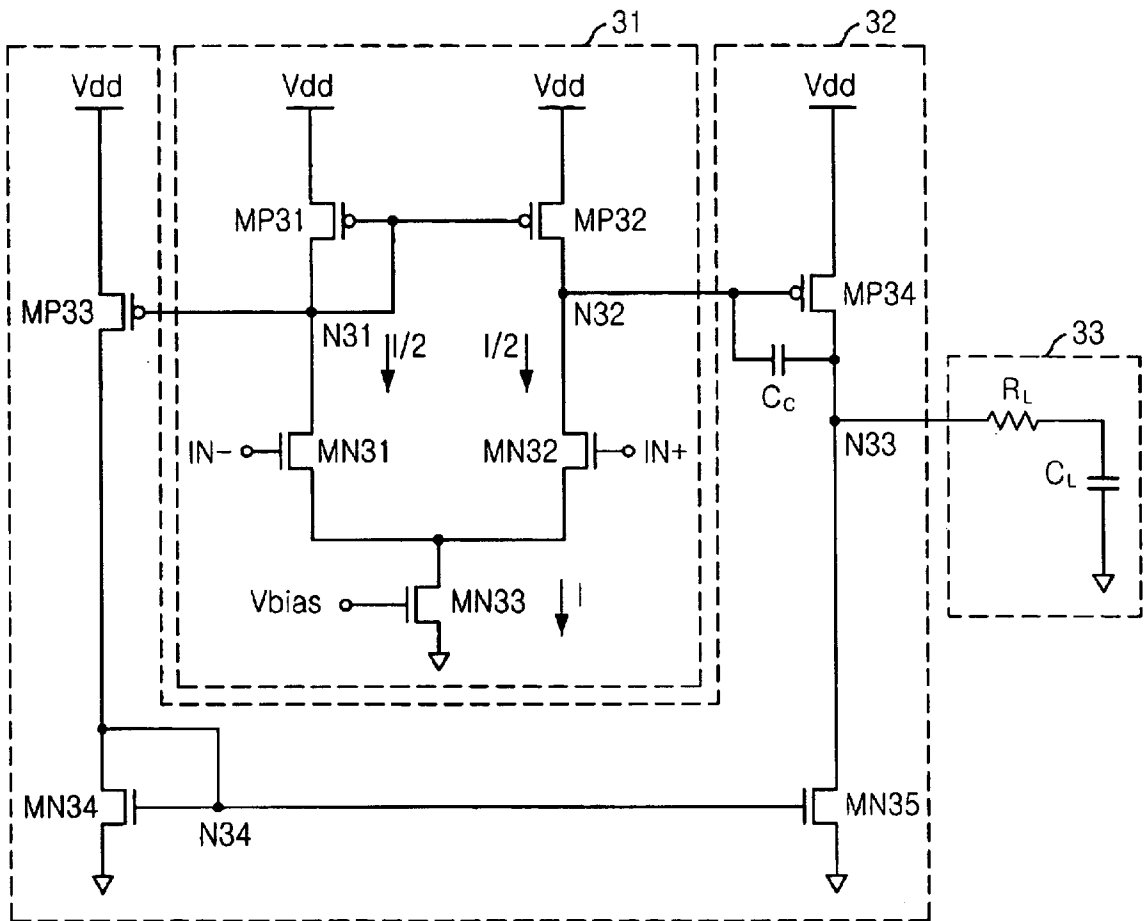 31
32
Vdd
Vdd
Vdd
Vdd
MP31
MP32
MP33
MP34
N31
N32
I/2
I/2
33
CC
RL
N33
IN-
MN31
MN32
IN+
CL
Vbias
MN33
I
MN34
N34
MN35